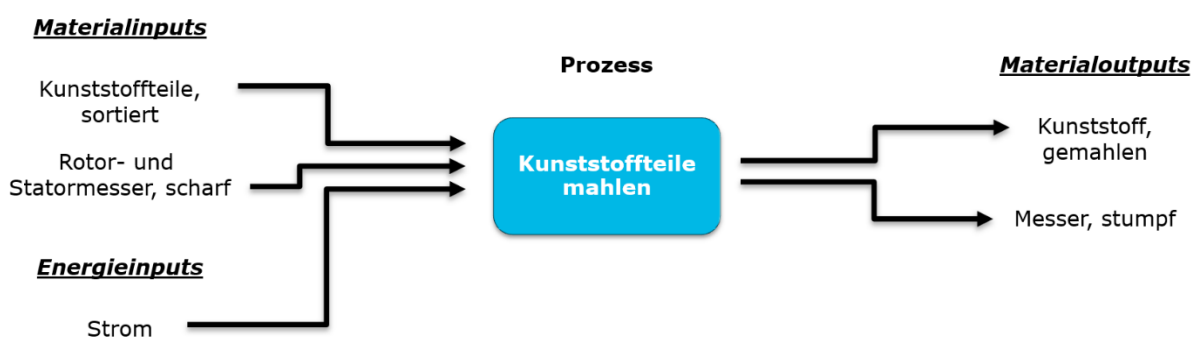 Materialinputs
Kunststoffteile,
sortiert
Rotor- und
Statormesser, scharf
Energieinputs
Strom
Prozess
Kunststoffteile
mahlen
Materialoutputs
Kunststoff,
gemahlen
Messer, stumpf